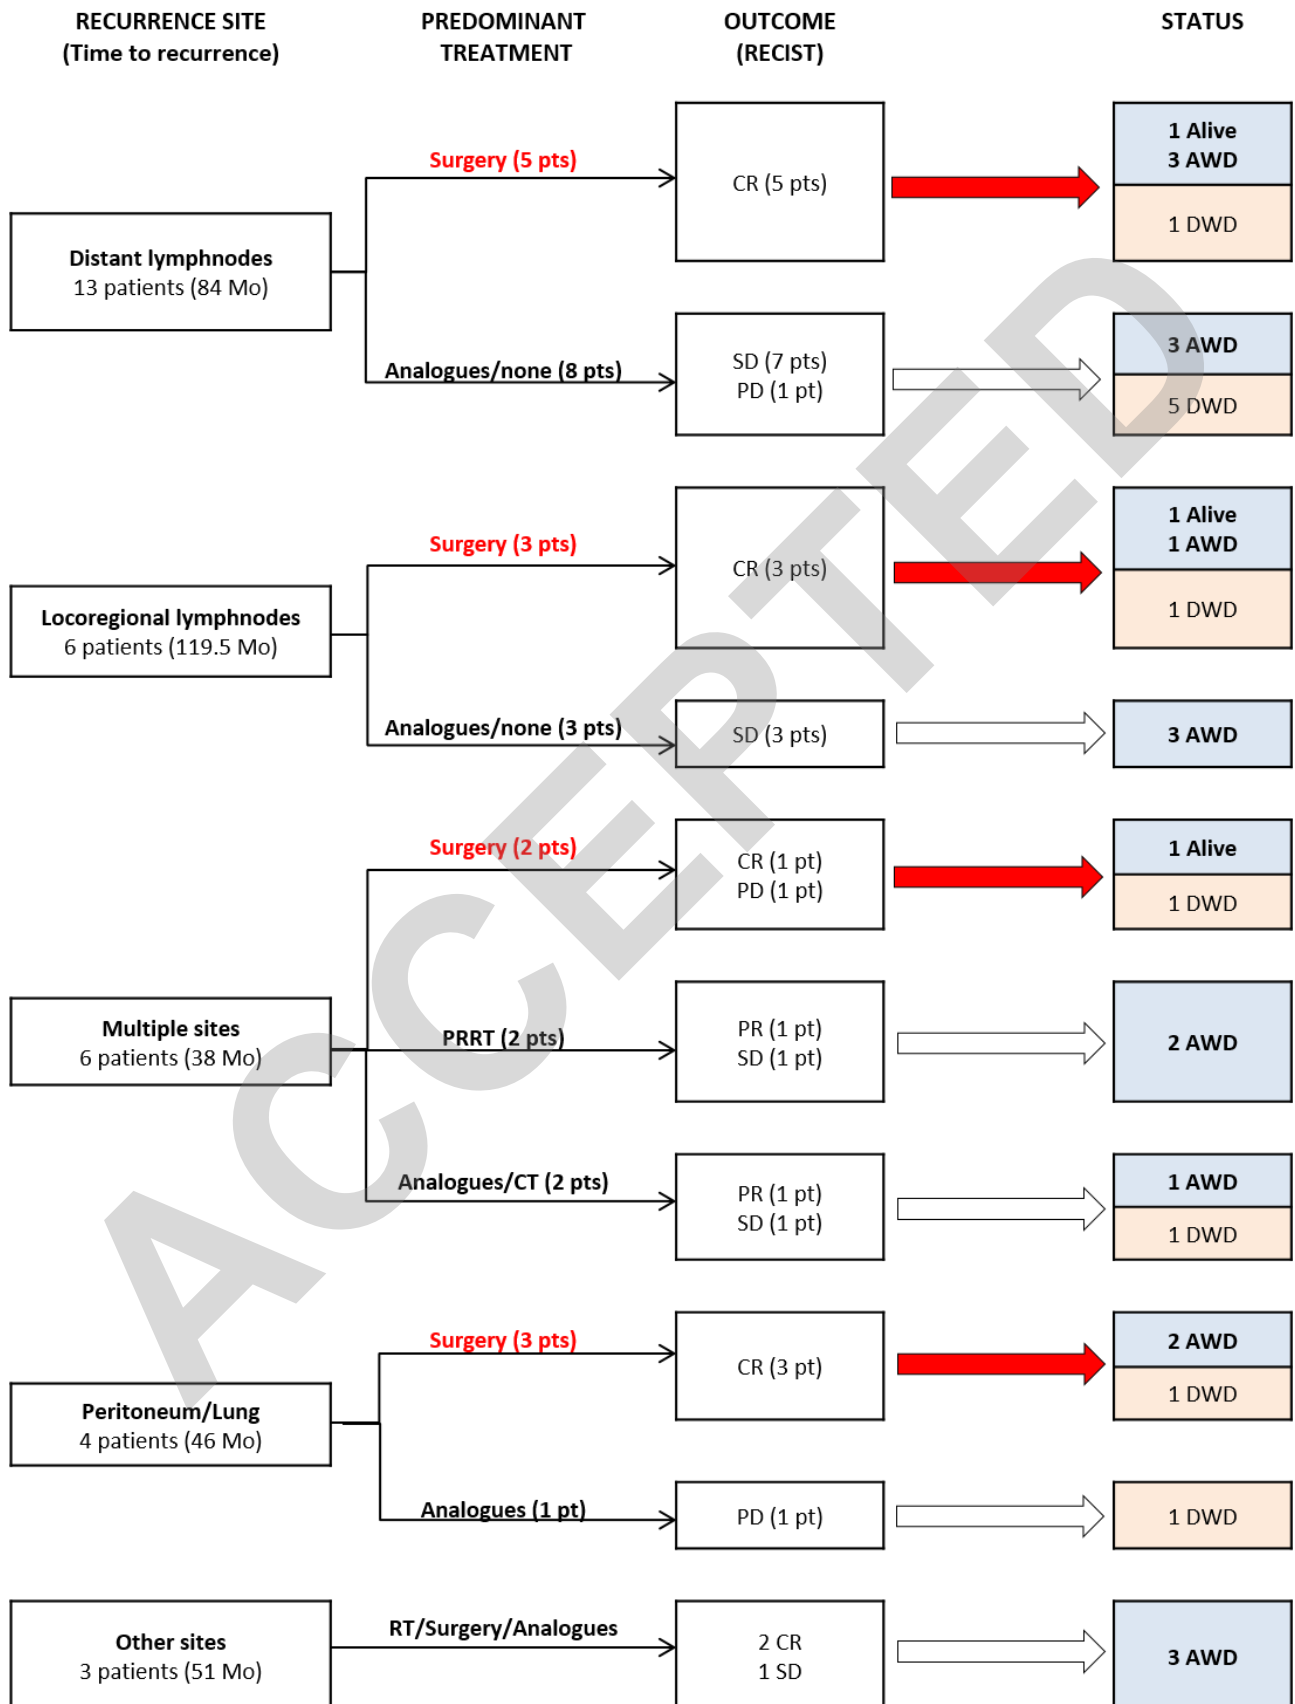 RECURRENCE SITE
(Time to recurrence)
PREDOMINANT
TREATMENT
OUTCOME
(RECIST)
STATUS
Distant lymphnodes
13 patients (84 Mo)
Surgery (5 pts)
CR (5 pts)
1 Alive
3 AWD
1 DWD
Analogues/none (8 pts)
SD (7 pts)
PD (1 pt)
3 AWD
5 DWD
Locoregional lymphnodes
6 patients (119.5 Mo)
Surgery (3 pts)
CR (3 pts)
1 Alive
1 AWD
1 DWD
Analogues/none (3 pts)
SD (3 pts)
3 AWD
Multiple sites
6 patients (38 Mo)
Surgery (2 pts)
CR (1 pt)
PD (1 pt)
1 Alive
1 DWD
PRRT (2 pts)
PR (1 pt)
SD (1 pt)
2 AWD
Analogues/CT (2 pts)
PR (1 pt)
SD (1 pt)
1 AWD
1 DWD
Peritoneum/Lung
4 patients (46 Mo)
Surgery (3 pts)
CR (3 pt)
2 AWD
1 DWD
Analogues (1 pt)
PD (1 pt)
1 DWD
Other sites
3 patients (51 Mo)
RT/Surgery/Analogues
2 CR
1 SD
3 AWD
ACCEPTED